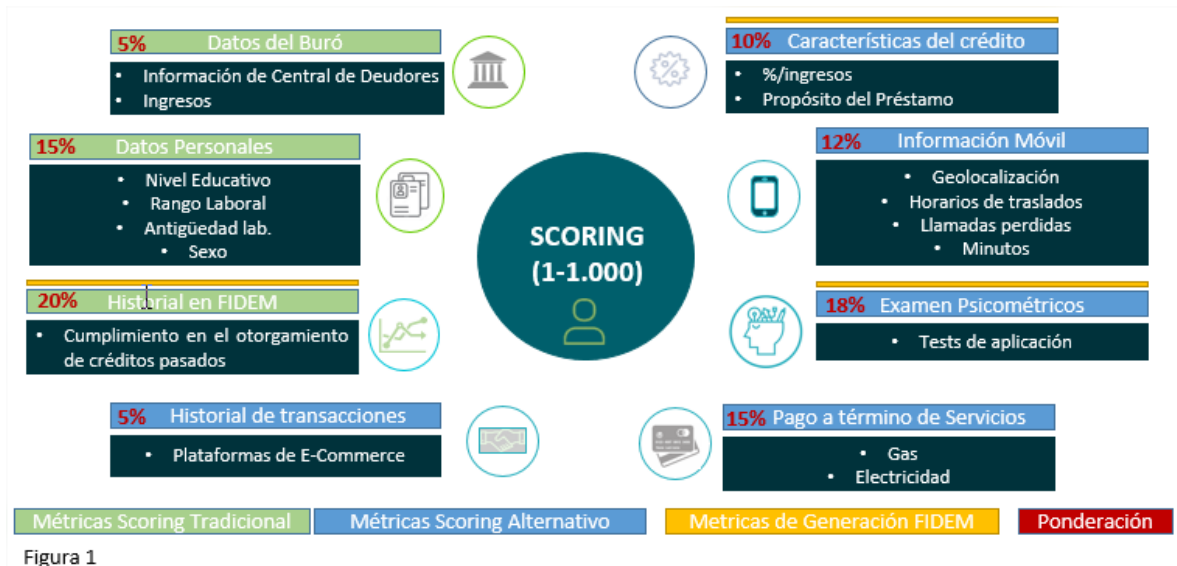 5% Datos del Buró
• Información de Central de Deudores
• Ingresos
15% Datos Personales
• Nivel Educativo
• Rango Laboral
• Antigüedad lab.
• Sexo
20% Historial en FIDEM
• Cumplimiento en el otorgamiento
de créditos pasados
5% Historial de transacciones
• Plataformas de E-Commerce
SCORING
(1-1.000)
10% Características del crédito
• %/ingresos
• Propósito del Préstamo
12% Información Móvil
• Geolocalización
• Horarios de traslados
• Llamadas perdidas
• Minutos
18% Examen Psicométricos
• Tests de aplicación
15% Pago a término de Servicios
• Gas
• Electricidad
Métricas Scoring Tradicional
Métricas Scoring Alternativo
Metricas de Generación FIDEM
Ponderación
Figura 1